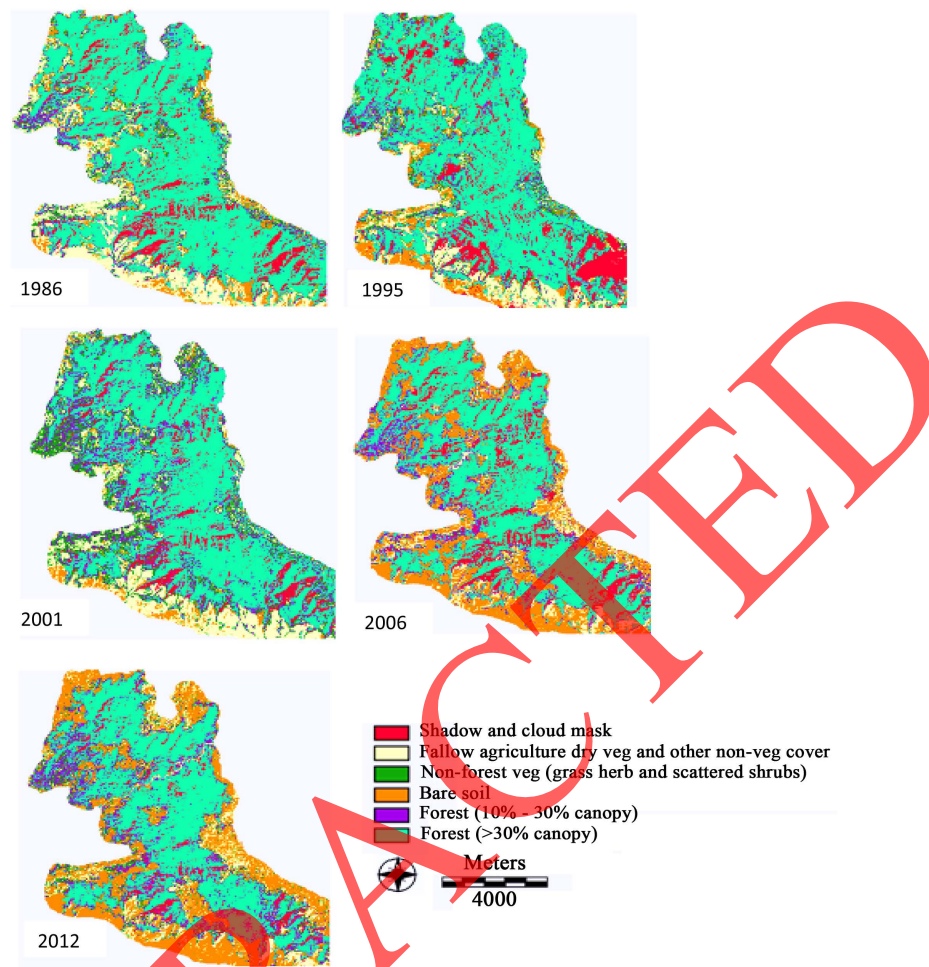 1986
1995
2001
2006
2012
Shadow and cloud mask
Fallow agriculture dry veg and other non-veg cover
Non-forest veg (grass herb and scattered shrubs)
Bare soil
Forest (10% - 30% canopy)
Forest (>30% canopy)
Meters
4000
ACTED